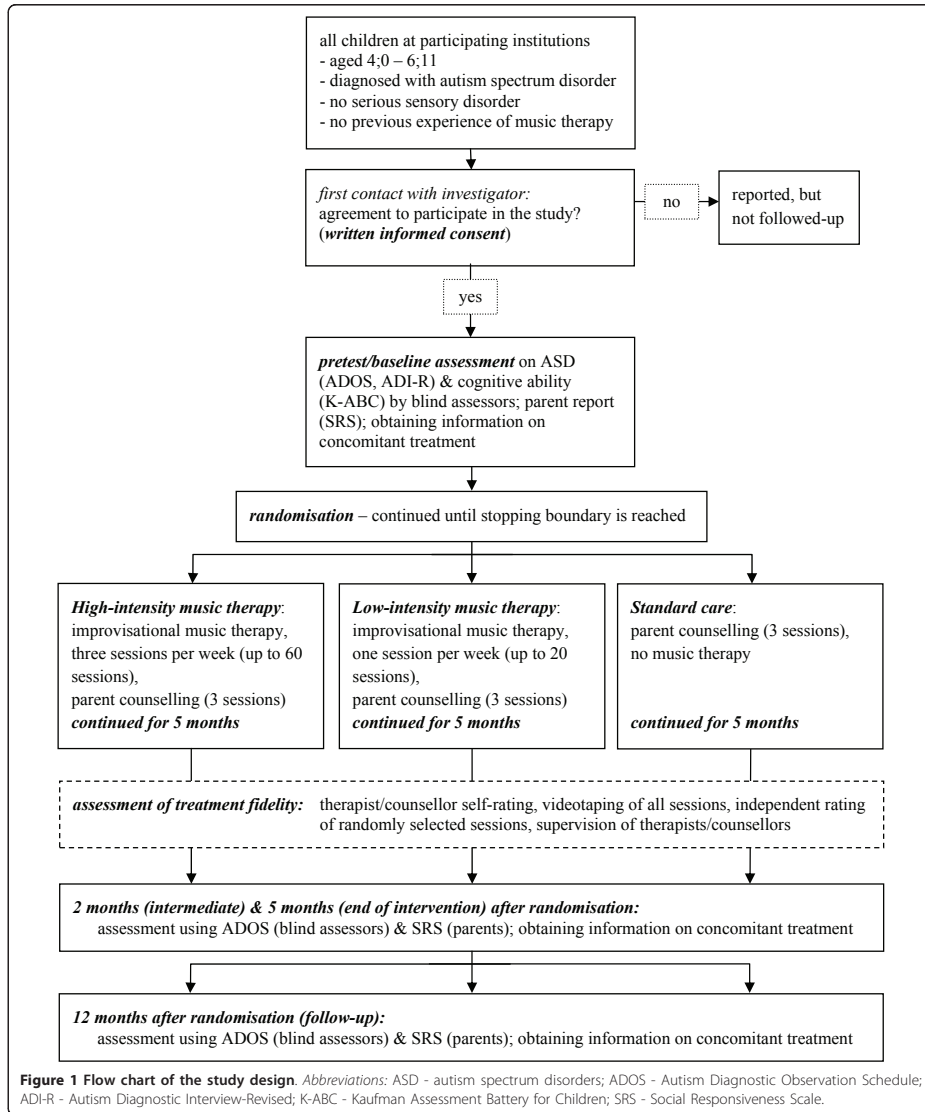 all children at participating institutions
- aged 4;0 – 6;11
- diagnosed with autism spectrum disorder
- no serious sensory disorder
- no previous experience of music therapy
first contact with investigator:
agreement to participate in the study?
(written informed consent)
no
reported, but
not followed-up
yes
pretest/baseline assessment on ASD
(ADOS, ADI-R) & cognitive ability
(K-ABC) by blind assessors; parent report
(SRS); obtaining information on
concomitant treatment
randomisation – continued until stopping boundary is reached
High-intensity music therapy:
improvisational music therapy,
three sessions per week (up to 60
sessions),
parent counselling (3 sessions)
continued for 5 months
Low-intensity music therapy:
improvisational music therapy,
one session per week (up to 20
sessions),
parent counselling (3 sessions)
continued for 5 months
Standard care:
parent counselling (3 sessions),
no music therapy
continued for 5 months
assessment of treatment fidelity: therapist/counsellor self-rating, videotaping of all sessions, independent rating
of randomly selected sessions, supervision of therapists/counsellors
2 months (intermediate) & 5 months (end of intervention) after randomisation:
assessment using ADOS (blind assessors) & SRS (parents); obtaining information on concomitant treatment
12 months after randomisation (follow-up):
assessment using ADOS (blind assessors) & SRS (parents); obtaining information on concomitant treatment
Figure 1 Flow chart of the study design. Abbreviations: ASD - autism spectrum disorders; ADOS - Autism Diagnostic Observation Schedule;
ADI-R - Autism Diagnostic Interview-Revised; K-ABC - Kaufman Assessment Battery for Children; SRS - Social Responsiveness Scale.